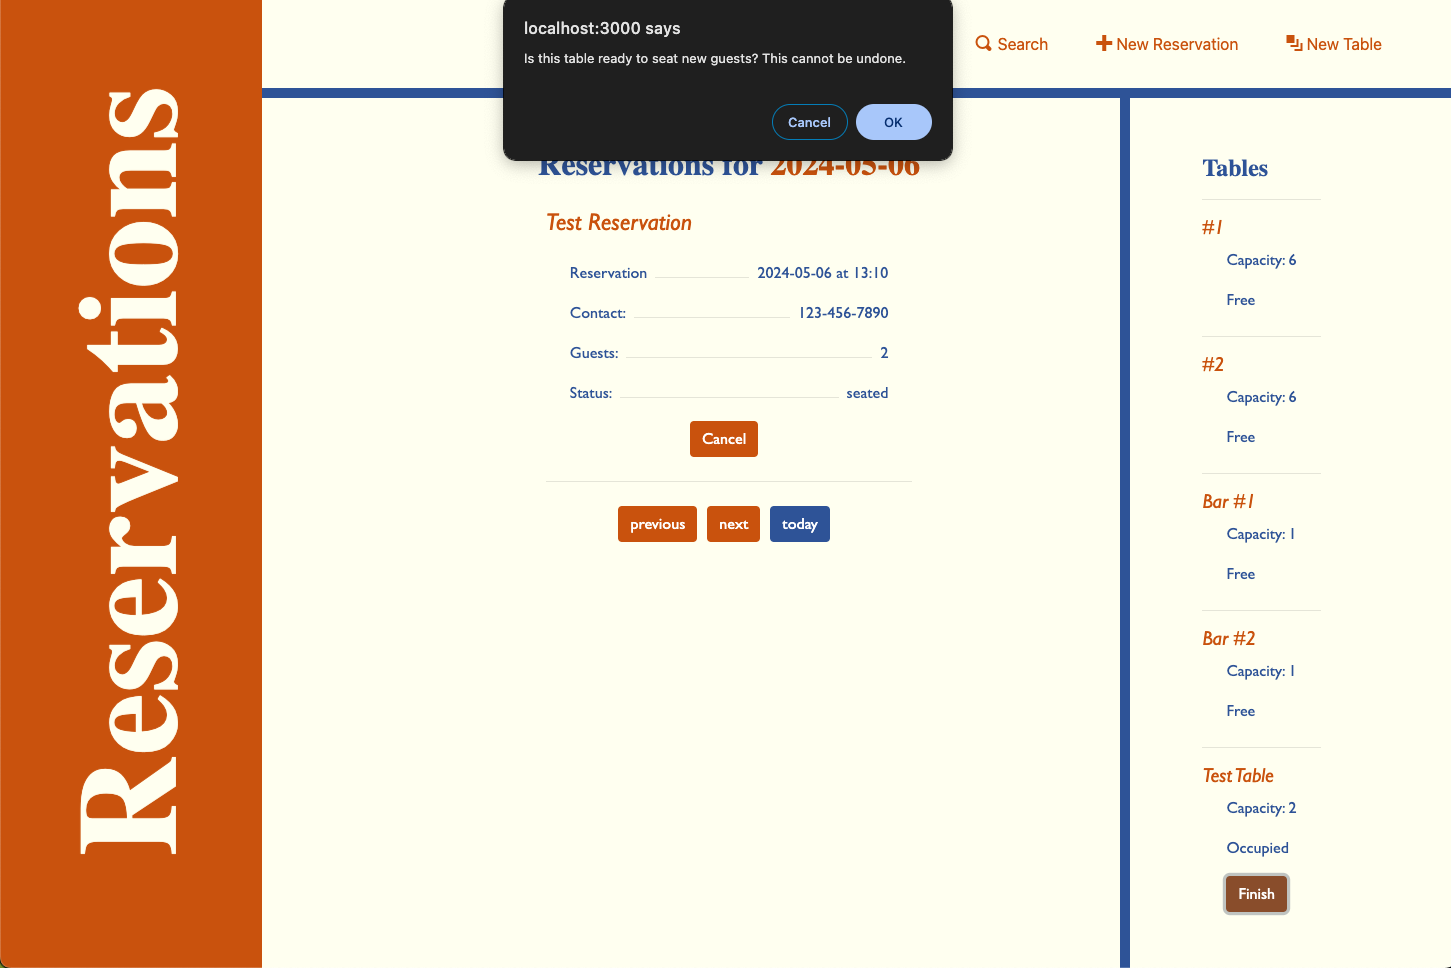 Reservations
localhost:3000 says
Is this table ready to seat new guests? This cannot be undone.
Cancel
OK
Search
New Reservation
New Table
Reservations for 2024-05-06
Test Reservation
Reservation 2024-05-06 at 13:10
Contact: 123-456-7890
Guests: 2
Status: seated
Cancel
previous
next
today
Tables
#1
Capacity: 6
Free
#2
Capacity: 6
Free
Bar #1
Capacity: 1
Free
Bar #2
Capacity: 1
Free
Test Table
Capacity: 2
Occupied
Finish